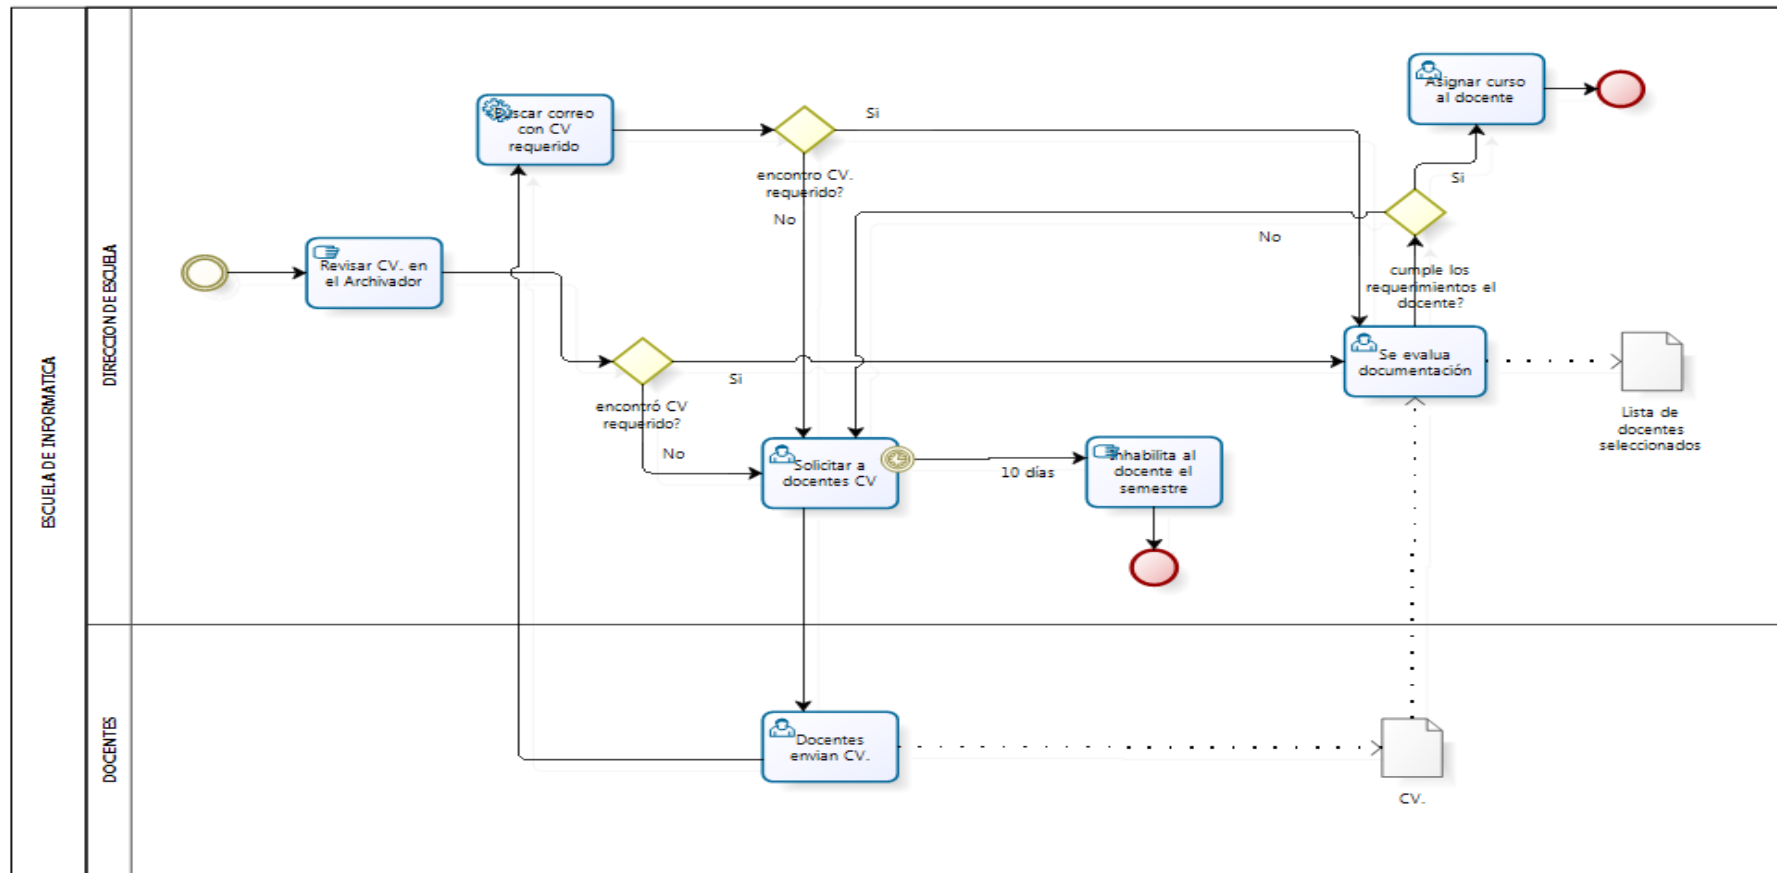 ESCUELA DE INFORMATICA
DIRECCION DE ESCUELA
DOCENTES
Revisar CV. en
el Archivador
Buscar correo
con CV
requerido
encontro CV.
requerido?
Si
No
encontró CV
requerido?
Si
No
Solicitar a
docentes CV
10 días
Inhabilita al
docente el
semestre
Docentes
envian CV.
CV.
Se evalua
documentación
Lista de
docentes
seleccionados
cumple los
requerimientos el
docente?
No
Si
Asignar curso
al docente